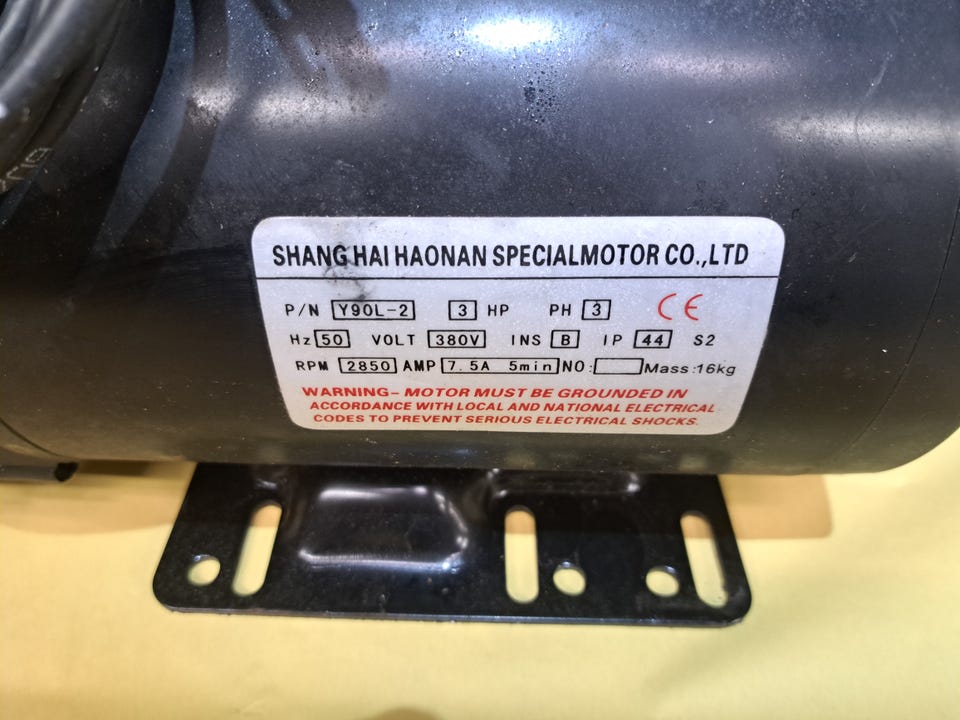 SHANG HAI HAONAN SPECIALMOTOR CO.,LTD
P/N Y90L-2 3 HP PH 3 CE
Hz 50 VOLT 380V INS B IP 44 S2
RPM 2850 AMP 7.5A 5min NO: Mass:16kg
WARNING- MOTOR MUST BE GROUNDED IN
ACCORDANCE WITH LOCAL AND NATIONAL ELECTRICAL
CODES TO PREVENT SERIOUS ELECTRICAL SHOCKS.